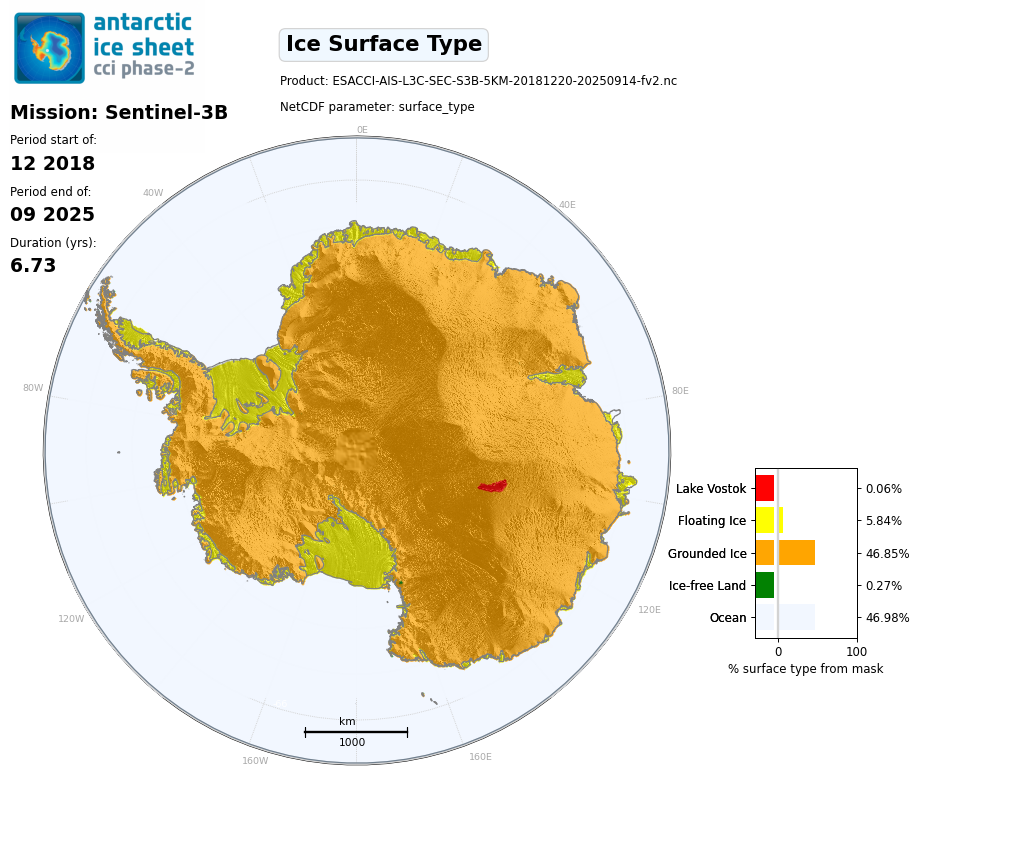 antarctic
ice sheet
cci phase-2
Ice Surface Type
Product: ESACCI-AIS-L3C-SEC-S3B-5KM-20181220-20250914-fv2.nc
NetCDF parameter: surface_type
Mission: Sentinel-3B
Period start of:
12 2018
Period end of:
09 2025
Duration (yrs):
6.73
0E
40W
40E
80W
80E
120W
120E
160W
160E
km
1000
Lake Vostok 0.06%
Floating Ice 5.84%
Grounded Ice 46.85%
Ice-free Land 0.27%
Ocean 46.98%
0 100
% surface type from mask